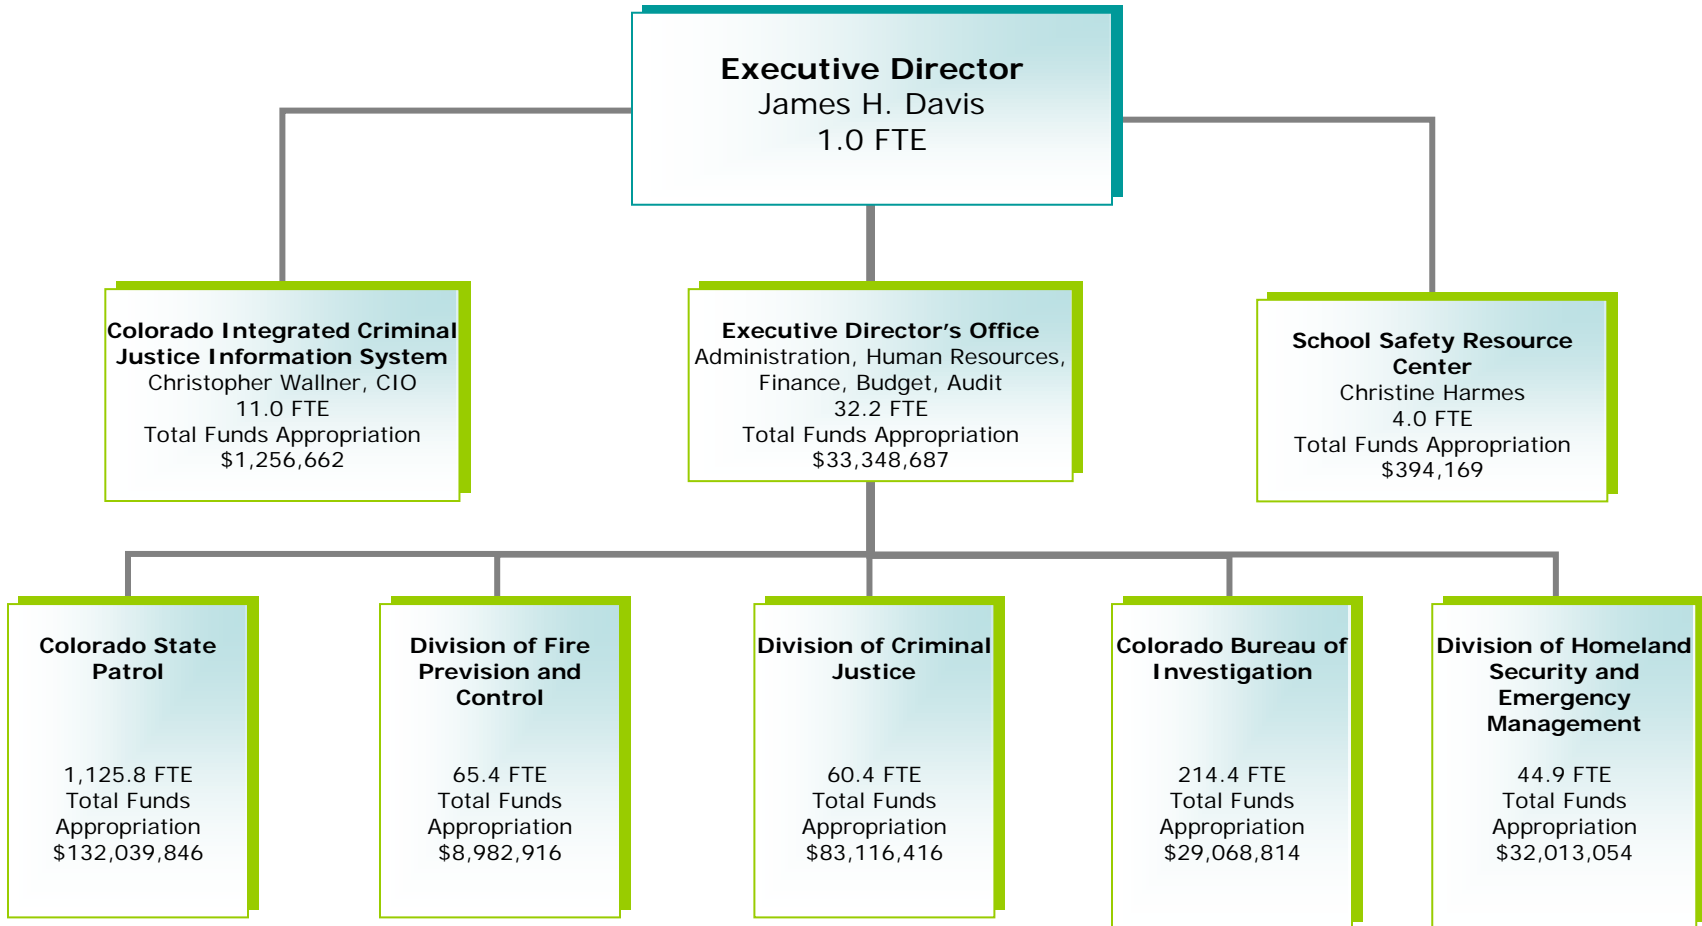 Executive Director
James H. Davis
1.0 FTE
Colorado Integrated Criminal
Justice Information System
Christopher Wallner, CIO
11.0 FTE
Total Funds Appropriation
$1,256,662
Executive Director's Office
Administration, Human Resources,
Finance, Budget, Audit
32.2 FTE
Total Funds Appropriation
$33,348,687
School Safety Resource
Center
Christine Harmes
4.0 FTE
Total Funds Appropriation
$394,169
Colorado State
Patrol
1,125.8 FTE
Total Funds
Appropriation
$132,039,846
Division of Fire
Prevision and
Control
65.4 FTE
Total Funds
Appropriation
$8,982,916
Division of Criminal
Justice
60.4 FTE
Total Funds
Appropriation
$83,116,416
Colorado Bureau of
Investigation
214.4 FTE
Total Funds
Appropriation
$29,068,814
Division of Homeland
Security and
Emergency
Management
44.9 FTE
Total Funds
Appropriation
$32,013,054